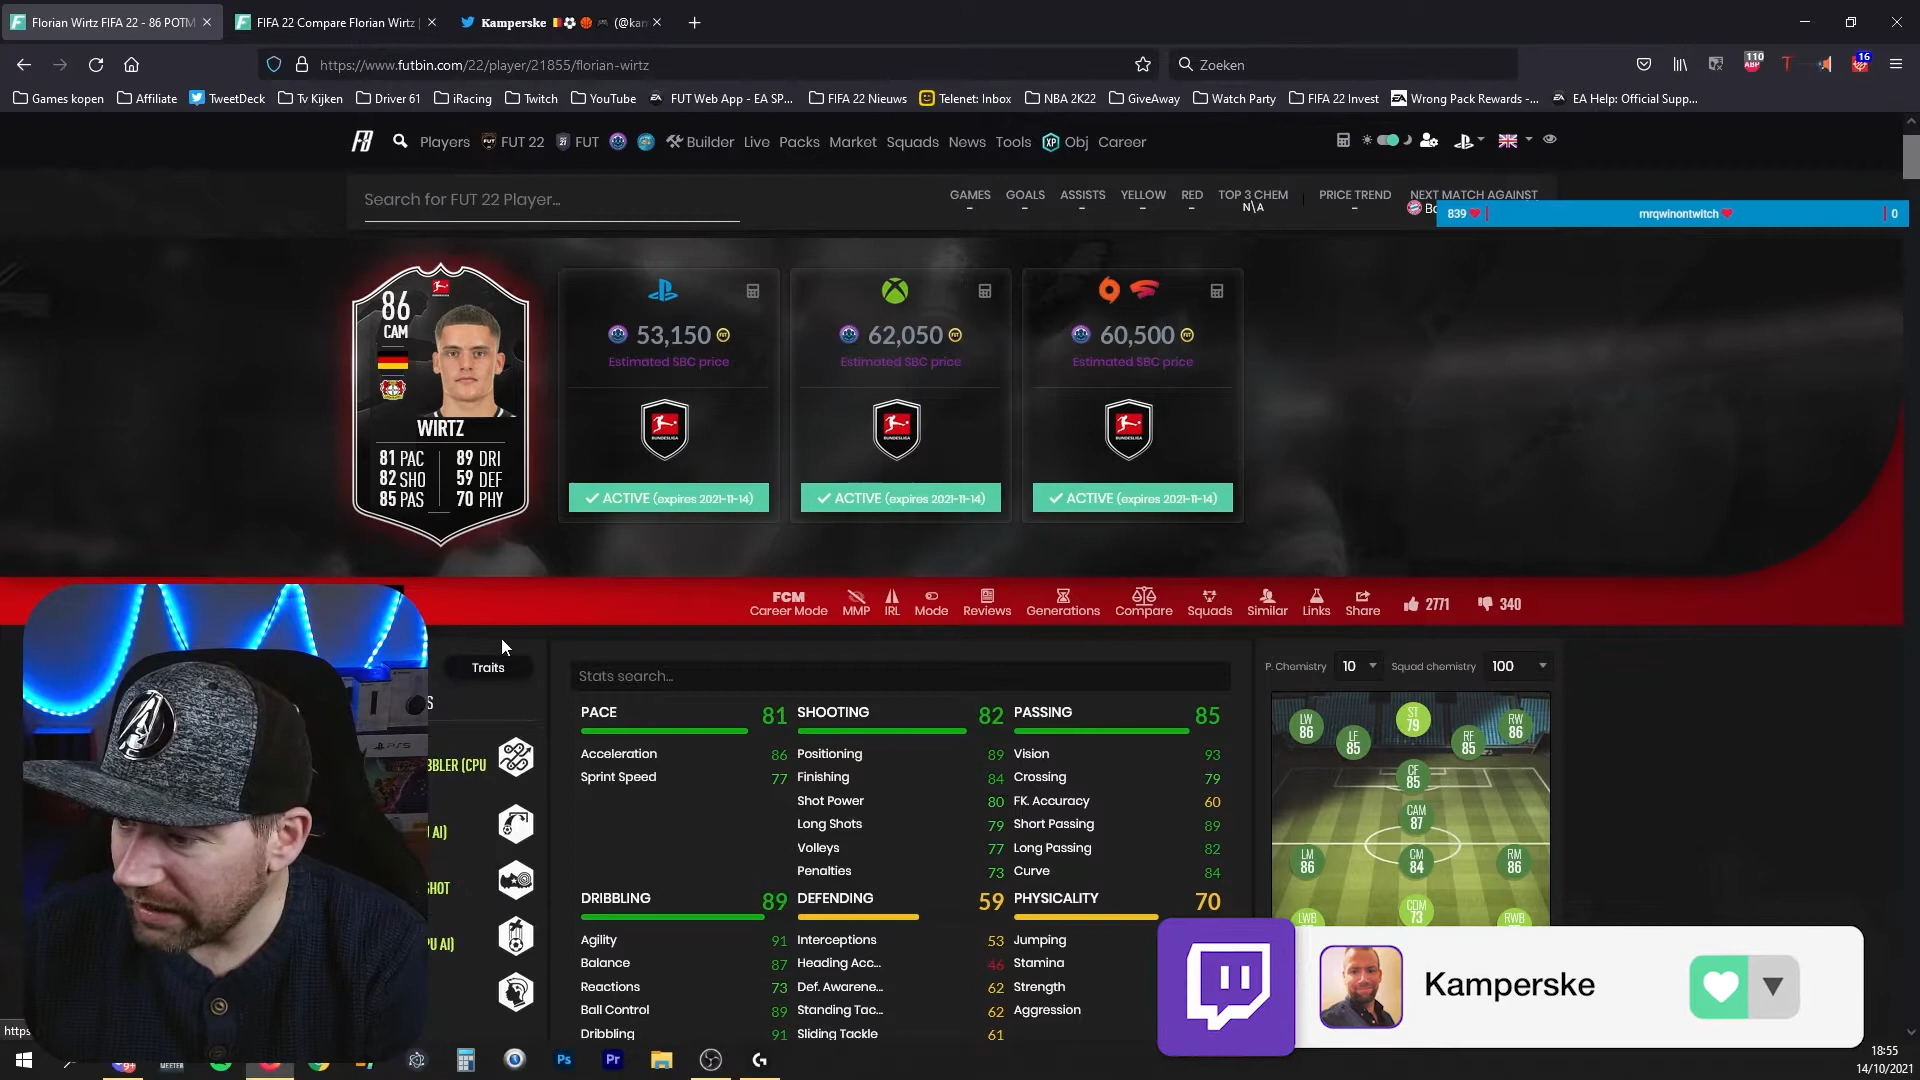 Florian Wirtz FIFA 22 - 86 POTM
FIFA 22 Compare Florian Wirtz
Kamperske
https://www.futbin.com/22/player/21855/florian-wirtz
Zoeken
110
16
Games kopen
Affiliate
TweetDeck
Tv Kijken
Driver 61
iRacing
Twitch
YouTube
FUT Web App - EA SP...
FIFA 22 Nieuws
Telenet: Inbox
NBA 2K22
GiveAway
Watch Party
FIFA 22 Invest
Wrong Pack Rewards -...
EA Help: Official Supp...
Players
FUT 22
FUT
Builder
Live
Packs
Market
Squads
News
Tools
Obj
Career
Search for FUT 22 Player...
GAMES GOALS ASSISTS YELLOW RED TOP 3 CHEM PRICE TREND NEXT MATCH AGAINST
- - - - - N\A -
839 mrqwinontwitch 0
86
CAM
WIRTZ
81 PAC 89 DRI
82 SHO 59 DEF
85 PAS 70 PHY
53,150
Estimated SBC price
BUNDESLIGA
ACTIVE (expires 2021-11-14)
62,050
Estimated SBC price
BUNDESLIGA
ACTIVE (expires 2021-11-14)
60,500
Estimated SBC price
BUNDESLIGA
ACTIVE (expires 2021-11-14)
FCM
Career Mode
MMP
IRL
Mode
Reviews
Generations
Compare
Squads
Similar
Links
Share
2771
340
Traits
Stats search...
P. Chemistry 10 Squad chemistry 100
PACE 81
Acceleration 86
Sprint Speed 77
SHOOTING 82
Positioning 89
Finishing 84
Shot Power 80
Long Shots 79
Volleys 77
Penalties 73
PASSING 85
Vision 93
Crossing 79
FK. Accuracy 60
Short Passing 89
Long Passing 82
Curve 84
DRIBBLING 89
Agility 91
Balance 87
Reactions 73
Ball Control 89
Dribbling 91
DEFENDING 59
Interceptions 53
Heading Acc... 46
Def. Awarene... 62
Standing Tac... 62
Sliding Tackle 61
PHYSICALITY 70
Jumping
Stamina
Strength
Aggression
LW
86
ST
79
RW
86
LF
85
RF
85
CF
85
CAM
87
LM
86
CM
84
RM
86
CDM
73
LWB
RWB
Kamperske
Ps
Pr
18:55
14/10/2021